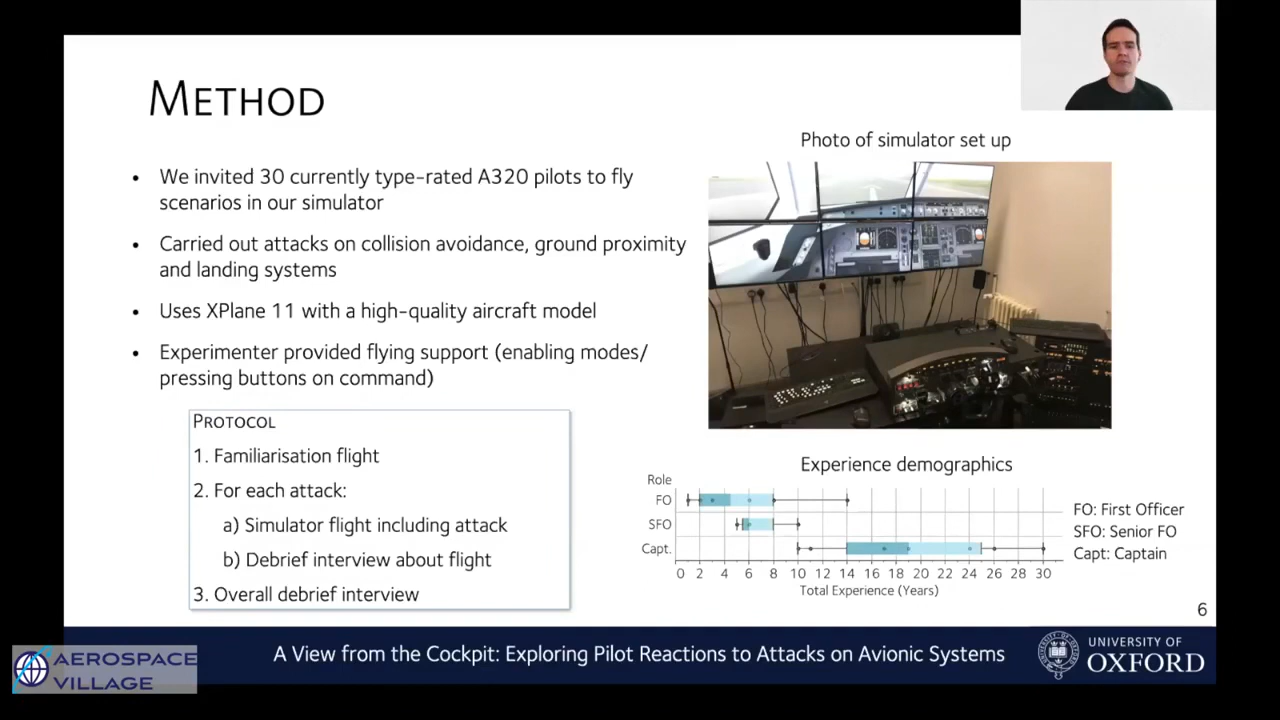 METHOD
• We invited 30 currently type-rated A320 pilots to fly
scenarios in our simulator
• Carried out attacks on collision avoidance, ground proximity
and landing systems
• Uses XPlane 11 with a high-quality aircraft model
• Experimenter provided flying support (enabling modes/
pressing buttons on command)
PROTOCOL
1. Familiarisation flight
2. For each attack:
a) Simulator flight including attack
b) Debrief interview about flight
3. Overall debrief interview
Photo of simulator set up
Experience demographics
Role
FO
SFO
Capt.
0 2 4 6 8 10 12 14 16 18 20 22 24 26 28 30
Total Experience (Years)
FO: First Officer
SFO: Senior FO
Capt: Captain
6
AEROSPACE
VILLAGE
A View from the Cockpit: Exploring Pilot Reactions to Attacks on Avionic Systems
UNIVERSITY OF
OXFORD